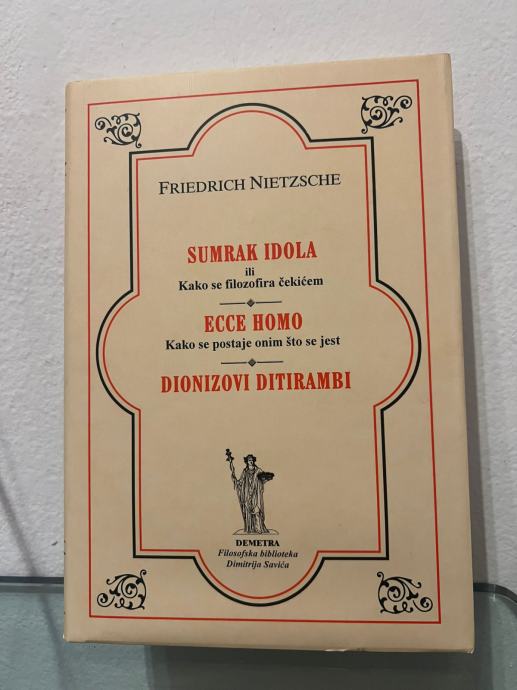 FRIEDRICH NIETZSCHE
SUMRAK IDOLA
ili
Kako se filozofira čekićem
ECCE HOMO
Kako se postaje onim što se jest
DIONIZOVI DITIRAMBI
DEMETRA
Filosofska biblioteka
Dimitrija Savića